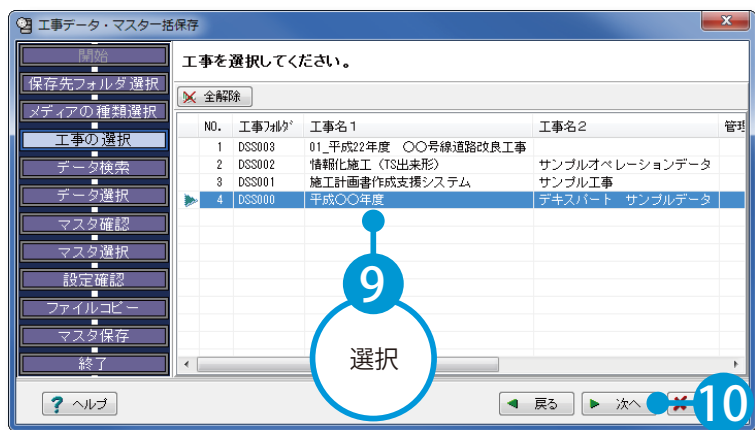 工事データ・マスター括保存
開始
保存先フォルダ選択
メディアの種類選択
工事の選択
データ検索
データ選択
マスタ確認
マスタ選択
設定確認
ファイルコピー
マスタ保存
終了
工事を選択してください。
全解除
NO. 工事フォルダ 工事名1 工事名2 管理
1 DSS003 01_平成22年度 〇〇号線道路改良工事
2 DSS002 情報化施工（TS出来形） サンプルオペレーションデータ
3 DSS001 施工計画書作成支援システム サンプル工事
4 DSS000 平成〇〇年度 デキスパート サンプルデータ
9
選択
? ヘルプ 戻る 次へ 10